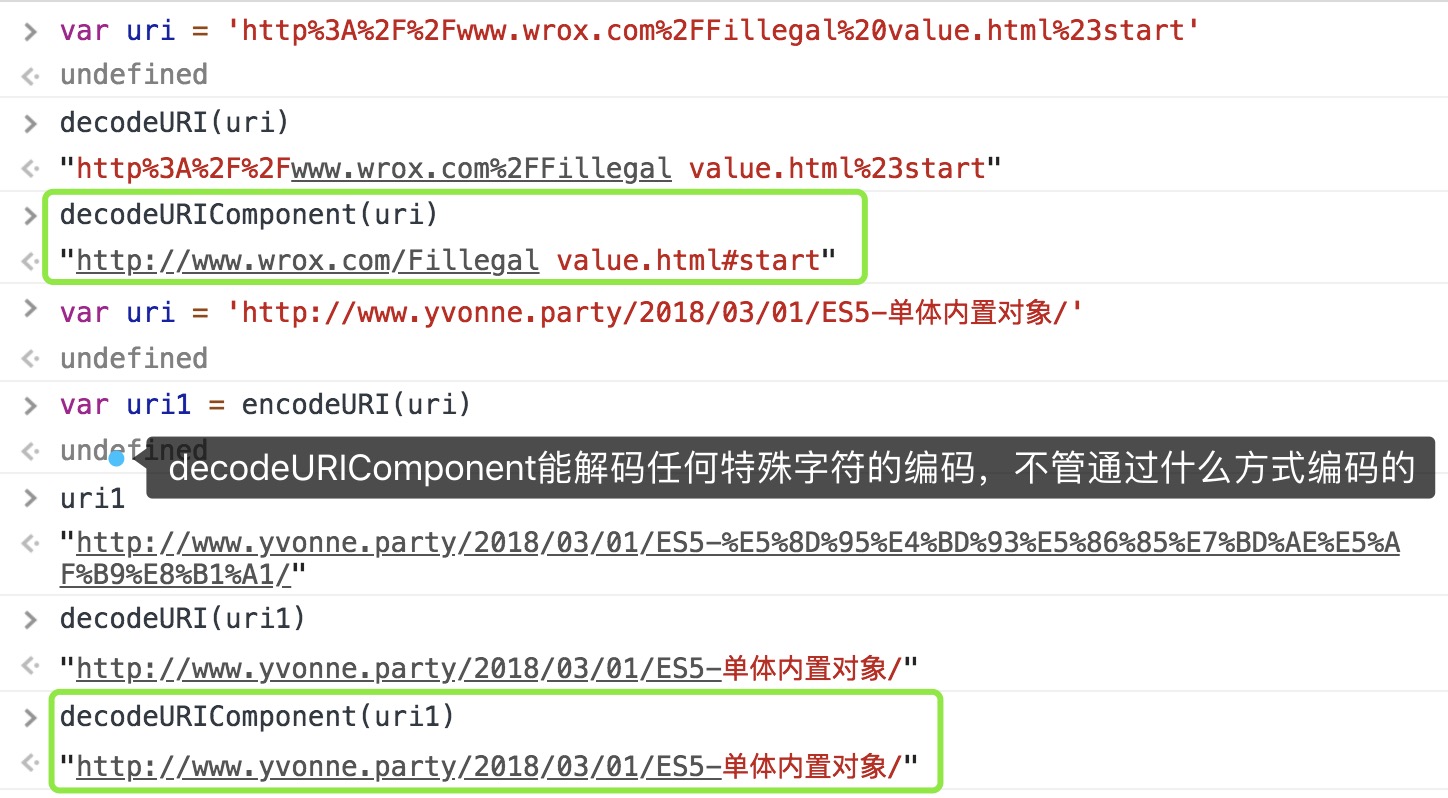 > var uri = 'http%3A%2F%2Fwww.wrox.com%2FFillegal%20value.html%23start'
< undefined
> decodeURI(uri)
< "http%3A%2F%2Fwww.wrox.com%2FFillegal value.html%23start"
> decodeURIComponent(uri)
< "http://www.wrox.com/Fillegal value.html#start"
> var uri = 'http://www.yvonne.party/2018/03/01/ES5-单体内置对象/'
< undefined
> var uri1 = encodeURI(uri)
< undefined
decodeURIComponent能解码任何特殊字符的编码，不管通过什么方式编码的
> uri1
< "http://www.yvonne.party/2018/03/01/ES5-%E5%8D%95%E4%BD%93%E5%86%85%E7%BD%AE%E5%A
F%B9%E8%B1%A1/"
> decodeURI(uri1)
< "http://www.yvonne.party/2018/03/01/ES5-单体内置对象/"
> decodeURIComponent(uri1)
< "http://www.yvonne.party/2018/03/01/ES5-单体内置对象/"